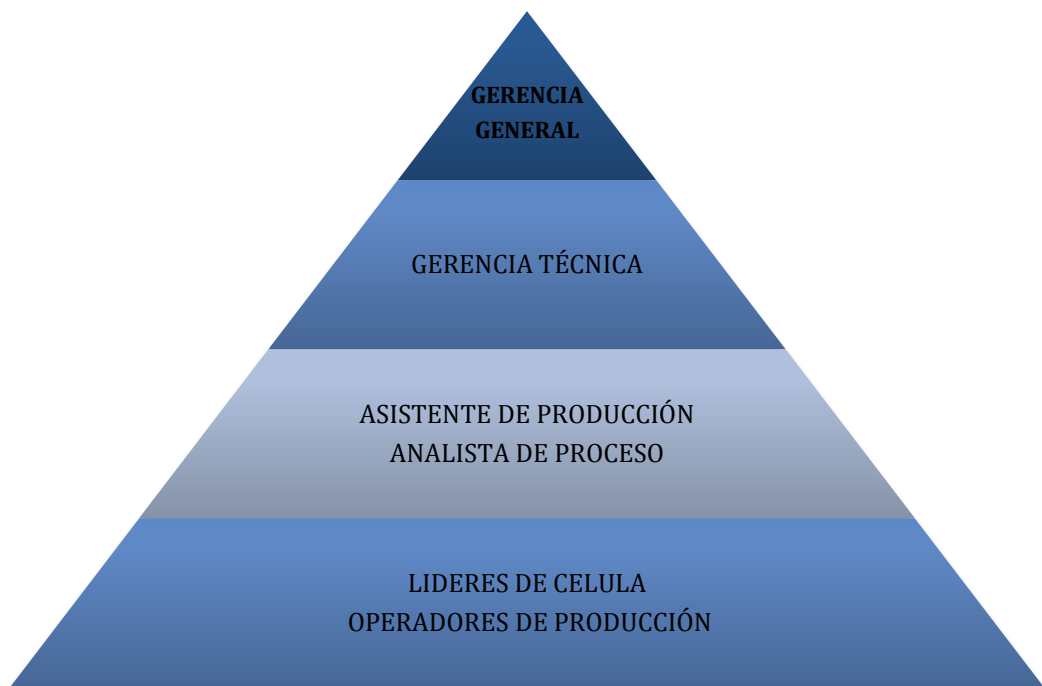 GERENCIA
GENERAL
GERENCIA TÉCNICA
ASISTENTE DE PRODUCCIÓN
ANALISTA DE PROCESO
LIDERES DE CELULA
OPERADORES DE PRODUCCIÓN